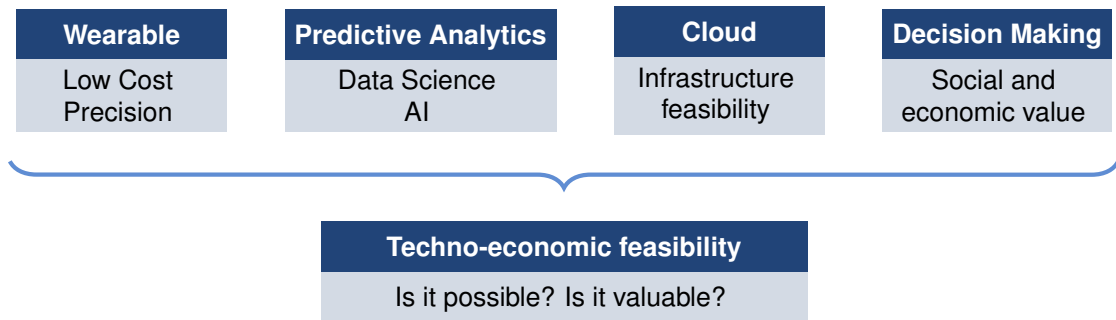 Wearable
Low Cost
Precision
Predictive Analytics
Data Science
AI
Cloud
Infrastructure
feasibility
Decision Making
Social and
economic value
Techno-economic feasibility
Is it possible? Is it valuable?